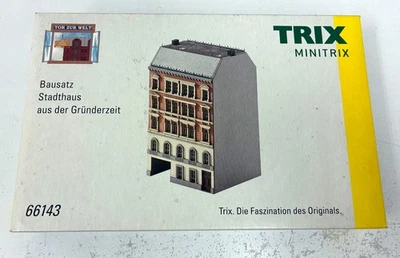 TOR ZUR WELT
TRIX
MINITRIX
Bausatz
Stadthaus
aus der Gründerzeit
66143
Trix. Die Faszination des Originals.